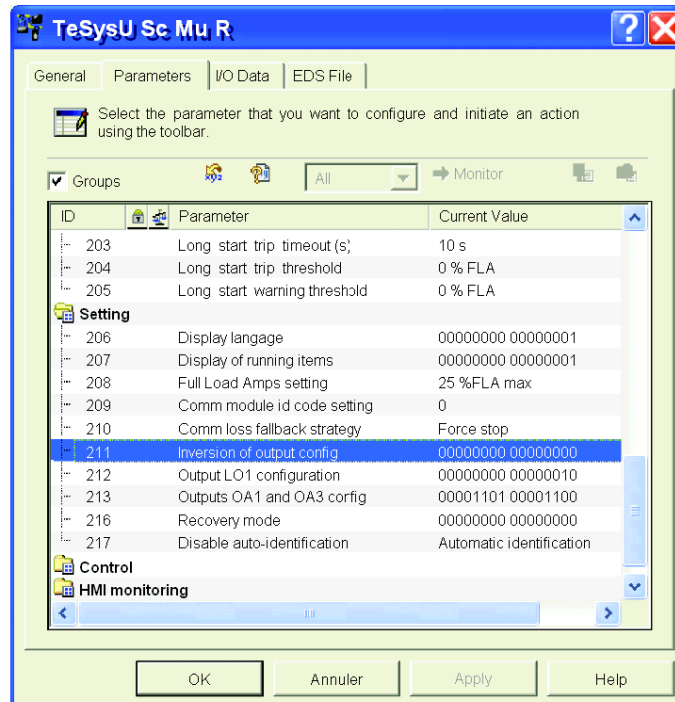 TeSysU Sc Mu R
General Parameters I/O Data EDS File
Select the parameter that you want to configure and initiate an action
using the toolbar.
Groups All Monitor
ID Parameter Current Value
203 Long start trip timeout (s) 10 s
204 Long start trip threshold 0 % FLA
205 Long start warning threshold 0 % FLA
Setting
206 Display langage 00000000 00000001
207 Display of running items 00000000 00000001
208 Full Load Amps setting 25 %FLA max
209 Comm module id code setting 0
210 Comm loss fallback strategy Force stop
211 Inversion of output config 00000000 00000000
212 Output LO1 configuration 00000000 00000010
213 Outputs OA1 and OA3 config 00001101 00001100
216 Recovery mode 00000000 00000000
217 Disable auto-identification Automatic identification
Control
HMI monitoring
OK Annuler Apply Help